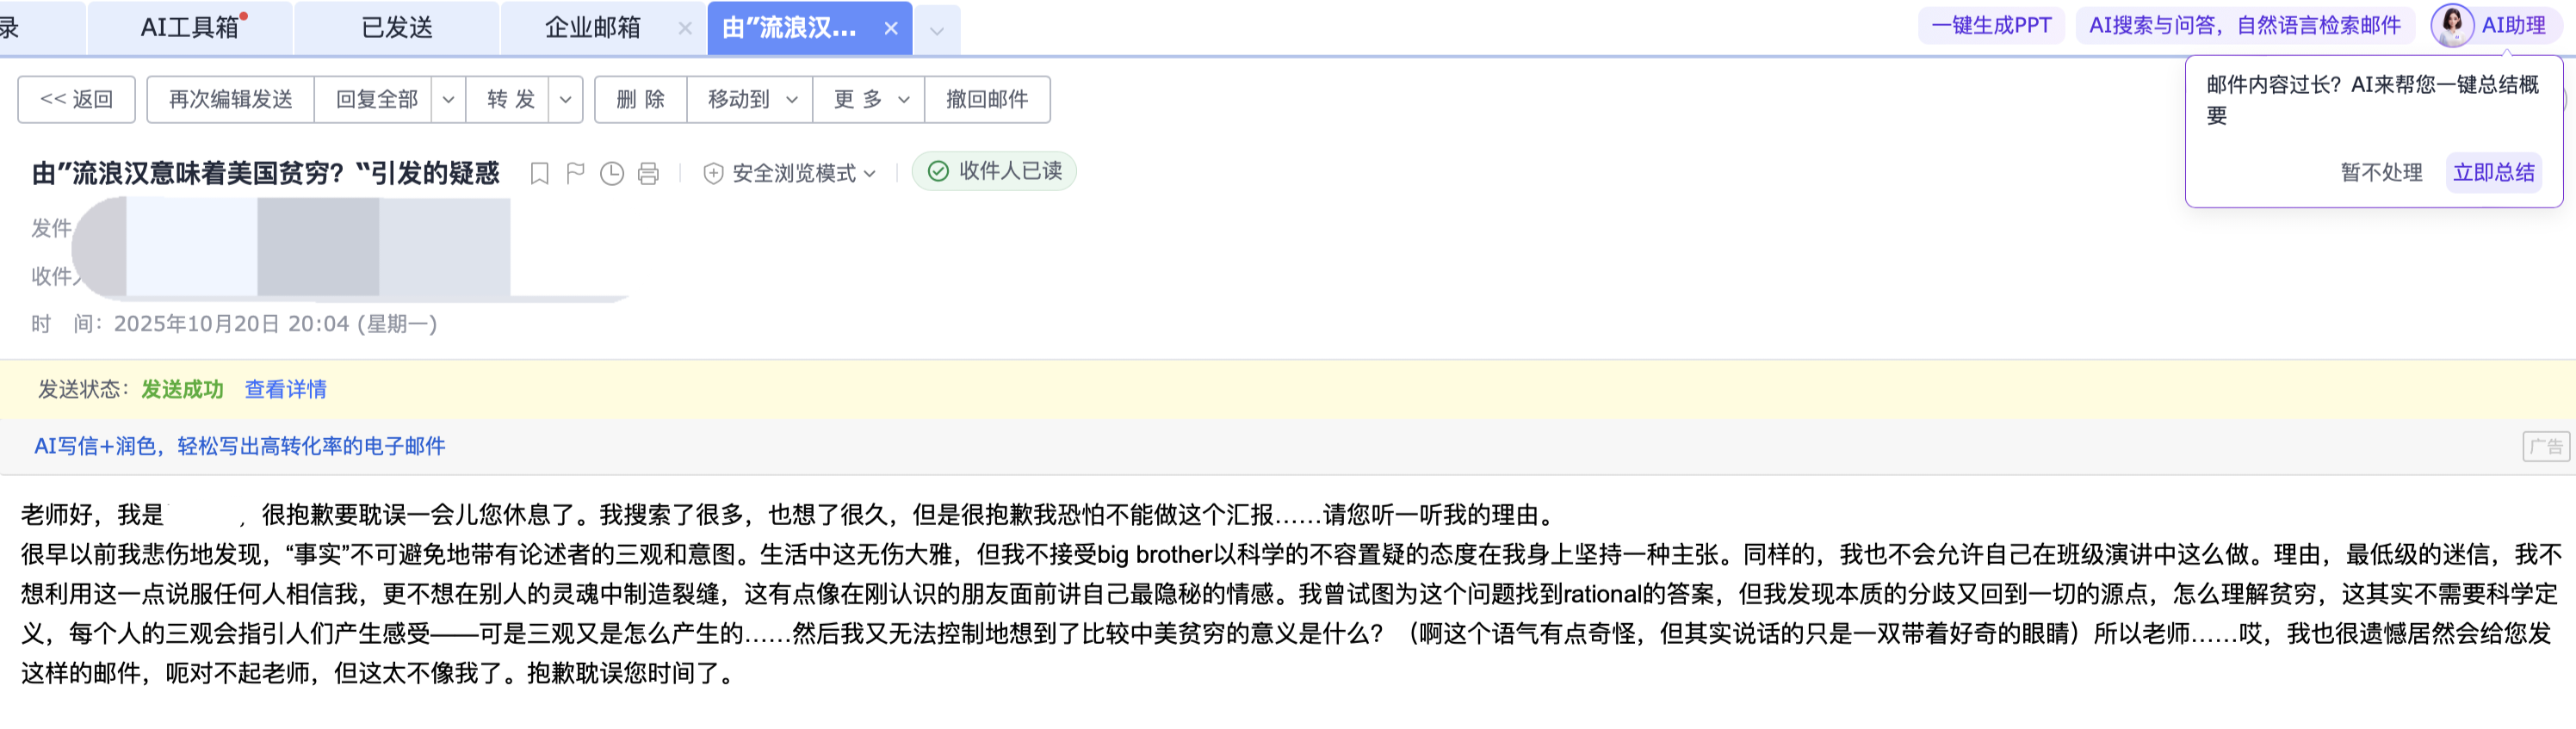 录 AI工具箱 已发送 企业邮箱 由”流浪汉... 一键生成PPT AI搜索与问答，自然语言检索邮件 AI助理
邮件内容过长？AI来帮您一键总结概
要
暂不处理 立即总结
<< 返回 再次编辑发送 回复全部 转 发 删 除 移动到 更 多 撤回邮件
由”流浪汉意味着美国贫穷？“引发的疑惑 安全浏览模式 收件人已读
发件
收件人
时 间：2025年10月20日 20:04 (星期一)
发送状态：发送成功 查看详情
AI写信+润色，轻松写出高转化率的电子邮件 广告
老师好，我是 ，很抱歉要耽误一会儿您休息了。我搜索了很多，也想了很久，但是很抱歉我恐怕不能做这个汇报……请您听一听我的理由。
很早以前我悲伤地发现，“事实”不可避免地带有论述者的三观和意图。生活中这无伤大雅，但我不接受big brother以科学的不容置疑的态度在我身上坚持一种主张。同样的，我也不会允许自己在班级演讲中这么做。理由，最低级的迷信，我不
想利用这一点说服任何人相信我，更不想在别人的灵魂中制造裂缝，这有点像在刚认识的朋友面前讲自己最隐秘的情感。我曾试图为这个问题找到rational的答案，但我发现本质的分歧又回到一切的源点，怎么理解贫穷，这其实不需要科学定
义，每个人的三观会指引人们产生感受——可是三观又是怎么产生的……然后我又无法控制地想到了比较中美贫穷的意义是什么？（啊这个语气有点奇怪，但其实说话的只是一双带着好奇的眼睛）所以老师……哎，我也很遗憾居然会给您发
这样的邮件，呃对不起老师，但这太不像我了。抱歉耽误您时间了。